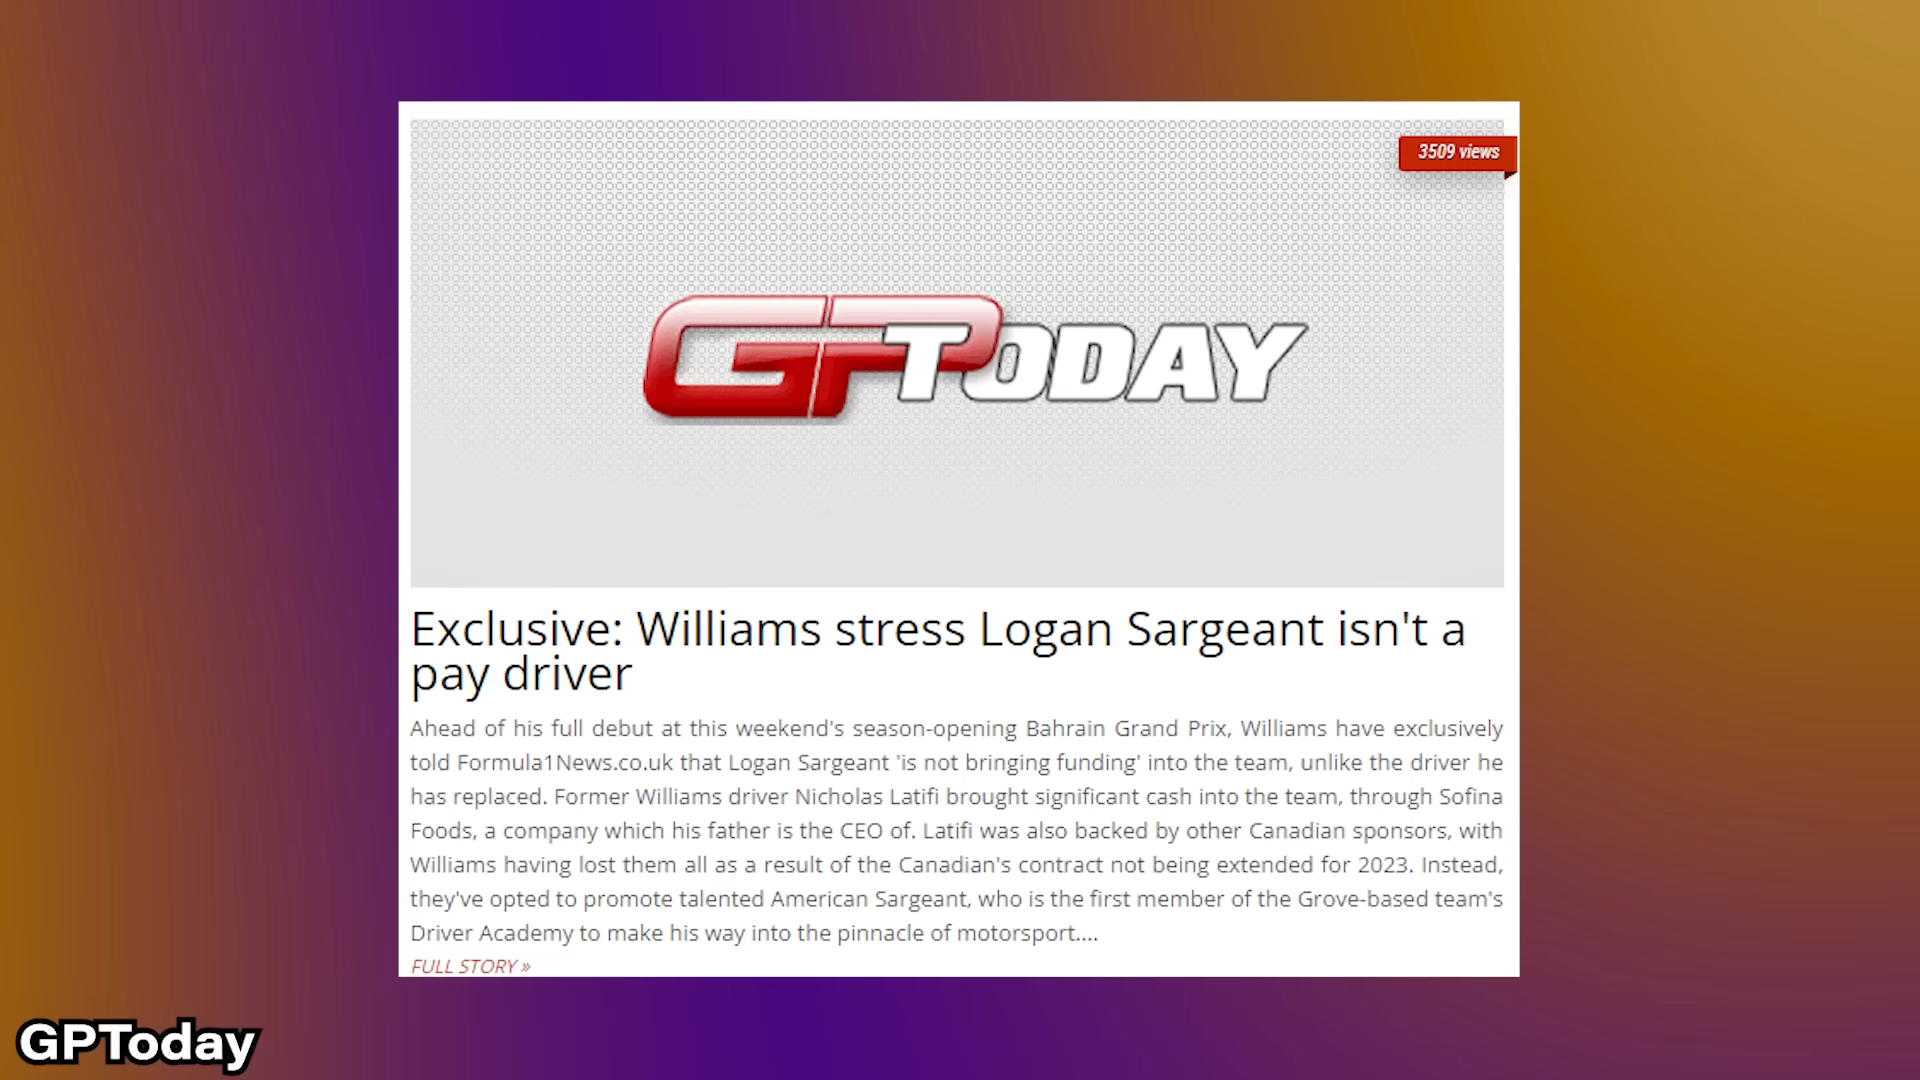 3509 views
GPTODAY
Exclusive: Williams stress Logan Sargeant isn't a
pay driver
Ahead of his full debut at this weekend's season-opening Bahrain Grand Prix, Williams have exclusively
told Formula1News.co.uk that Logan Sargeant 'is not bringing funding' into the team, unlike the driver he
has replaced. Former Williams driver Nicholas Latifi brought significant cash into the team, through Sofina
Foods, a company which his father is the CEO of. Latifi was also backed by other Canadian sponsors, with
Williams having lost them all as a result of the Canadian's contract not being extended for 2023. Instead,
they've opted to promote talented American Sargeant, who is the first member of the Grove-based team's
Driver Academy to make his way into the pinnacle of motorsport....
FULL STORY »
GPToday